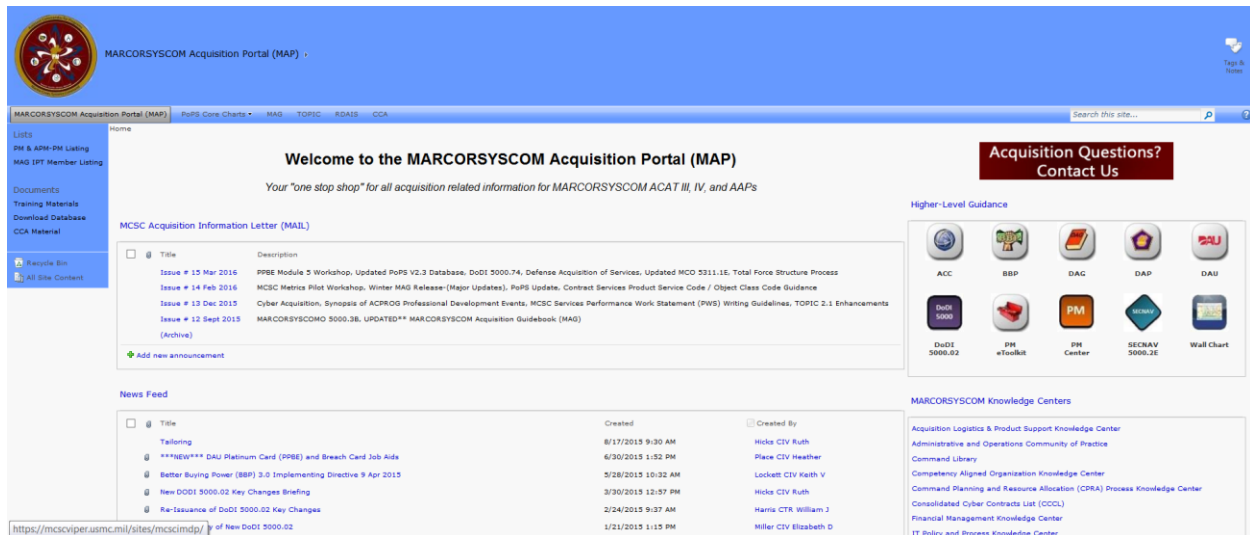 MARCORSYSCOM Acquisition Portal (MAP)
Tags &
Notes
MARCORSYSCOM Acquisition Portal (MAP) PoPS Core Charts MAG TOPIC RDAIS CCA
Search this site...
Lists
PM & APM-PM Listing
MAG IPT Member Listing
Documents
Training Materials
Download Database
CCA Material
Recycle Bin
All Site Content
Home
Welcome to the MARCORSYSCOM Acquisition Portal (MAP)
Your "one stop shop" for all acquisition related information for MARCORSYSCOM ACAT III, IV, and AAPs
MCSC Acquisition Information Letter (MAIL)
Title Description
Issue # 15 Mar 2016 PPBE Module 5 Workshop, Updated PoPS V2.3 Database, DoDI 5000.74, Defense Acquisition of Services, Updated MCO 5311.1E, Total Force Structure Process
Issue # 14 Feb 2016 MCSC Metrics Pilot Workshop, Winter MAG Release-(Major Updates), PoPS Update, Contract Services Product Service Code / Object Class Code Guidance
Issue # 13 Dec 2015 Cyber Acquisition, Synopsis of ACPROG Professional Development Events, MCSC Services Performance Work Statement (PWS) Writing Guidelines, TOPIC 2.1 Enhancements
Issue # 12 Sept 2015 MARCORSYSCOMO 5000.3B, UPDATED** MARCORSYSCOM Acquisition Guidebook (MAG)
(Archive)
Add new announcement
News Feed
Title Created Created By
Tailoring 8/17/2015 9:30 AM Hicks CIV Ruth
***NEW*** DAU Platinum Card (PPBE) and Breach Card Job Aids 6/30/2015 1:52 PM Place CIV Heather
Better Buying Power (BBP) 3.0 Implementing Directive 9 Apr 2015 5/28/2015 10:32 AM Lockett CIV Keith V
New DODI 5000.02 Key Changes Briefing 3/30/2015 12:57 PM Hicks CIV Ruth
Re-Issuance of DoDI 5000.02 Key Changes 2/24/2015 9:37 AM Harris CTR William J
of New DoDI 5000.02 1/21/2015 1:15 PM Miller CIV Elizabeth D
https://mcscviper.usmc.mil/sites/mcscimdp/
Acquisition Questions?
Contact Us
Higher-Level Guidance
DAU
ACC BBP DAG DAP DAU
DoDI
5000
PM
SECNAV
DoDI
5000.02
PM
eToolkit
PM
Center
SECNAV
5000.2E
Wall Chart
MARCORSYSCOM Knowledge Centers
Acquisition Logistics & Product Support Knowledge Center
Administrative and Operations Community of Practice
Command Library
Competency Aligned Organization Knowledge Center
Command Planning and Resource Allocation (CPRA) Process Knowledge Center
Consolidated Cyber Contracts List (CCCL)
Financial Management Knowledge Center
IT Policy and Process Knowledge Center